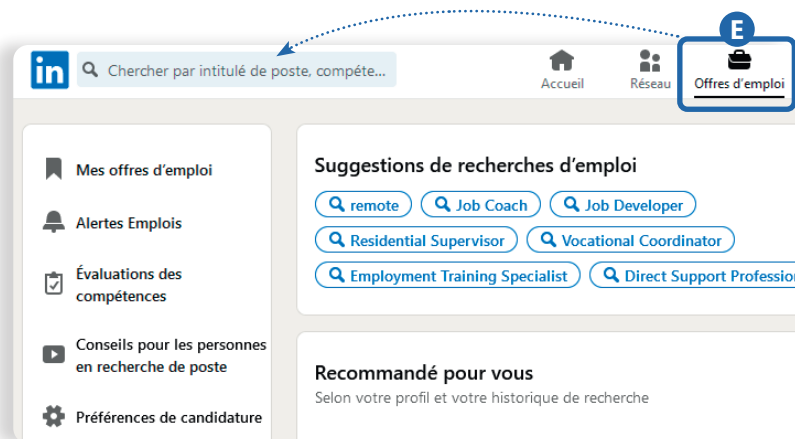 E
in
Chercher par intitulé de poste, compéte...
Accueil
Réseau
Offres d'emploi
Mes offres d'emploi
Alertes Emplois
Évaluations des
compétences
Conseils pour les personnes
en recherche de poste
Préférences de candidature
Suggestions de recherches d'emploi
remote
Job Coach
Job Developer
Residential Supervisor
Vocational Coordinator
Employment Training Specialist
Direct Support Profession
Recommandé pour vous
Selon votre profil et votre historique de recherche